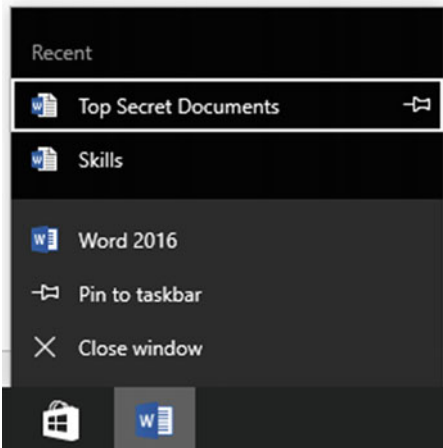 Recent
Top Secret Documents
Skills
Word 2016
Pin to taskbar
Close window